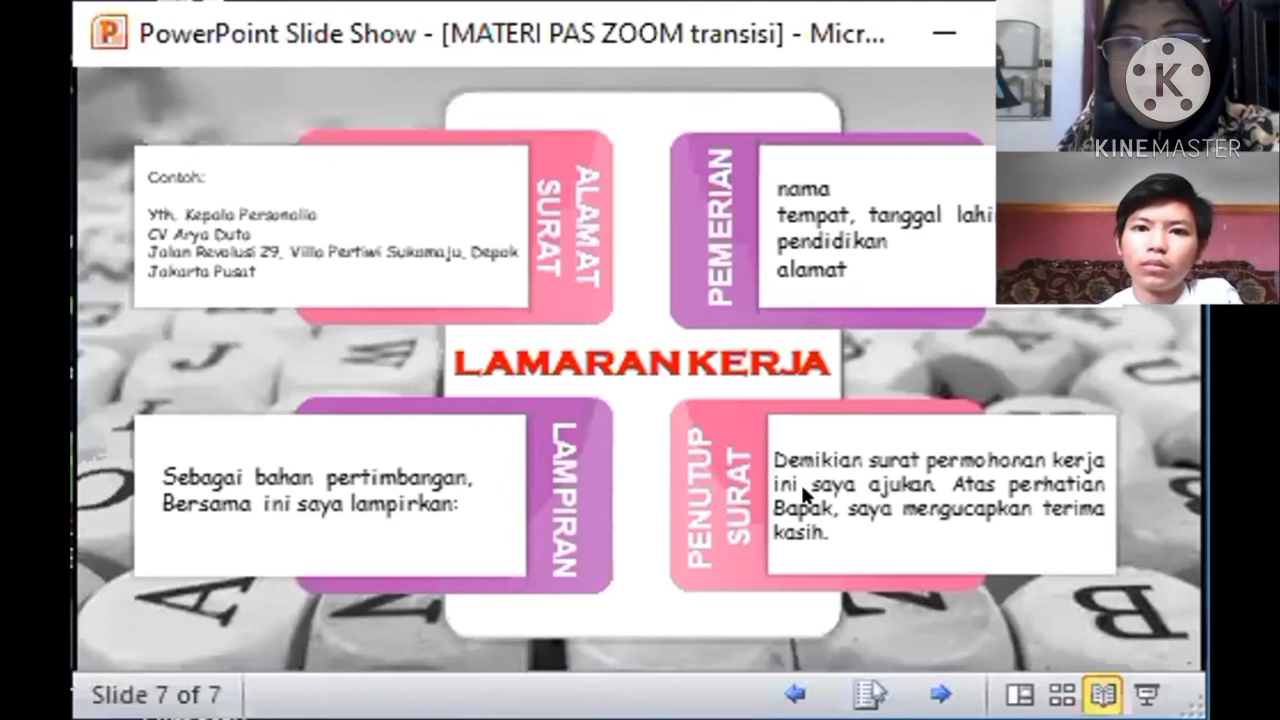 PowerPoint Slide Show - [MATERI PAS ZOOM transisi] - Micr...
K
KINEMASTER
Contoh:
Yth. Kepala Personalia
CV Arya Duta
Jalan Revolusi 29, Villa Pertiwi Sukamaju, Depok
Jakarta Pusat
ALAMAT
SURAT
PEMERIAN
nama
tempat, tanggal lahi
pendidikan
alamat
LAMARAN KERJA
Sebagai bahan pertimbangan,
Bersama ini saya lampirkan:
LAMPIRAN
PENUTUP
SURAT
Demikian surat permohonan kerja
ini saya ajukan. Atas perhatian
Bapak, saya mengucapkan terima
kasih.
J
W
A
N
B
Slide 7 of 7